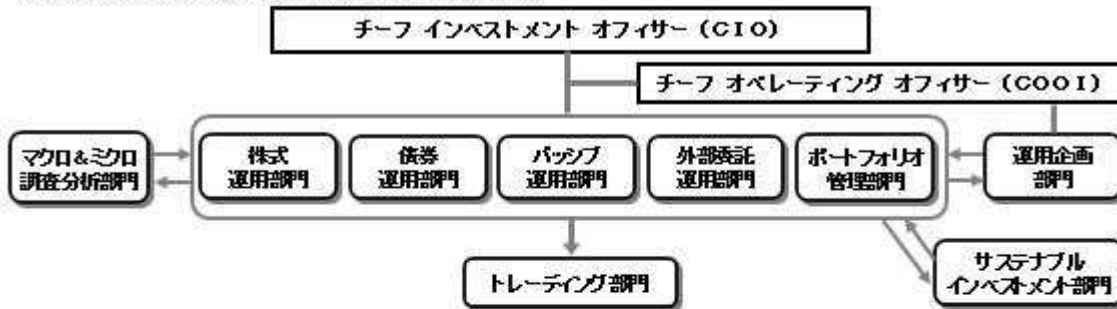 チーフ インベストメント オフィサー (CIO)
チーフ オペレーティング オフィサー (COOI)
マクロ&ミクロ
調査分析部門
株式
運用部門
債券
運用部門
パッシブ
運用部門
外部委託
運用部門
ポートフォリオ
管理部門
運用企画
部門
トレーディング部門
サステナブル
インベストメント部門